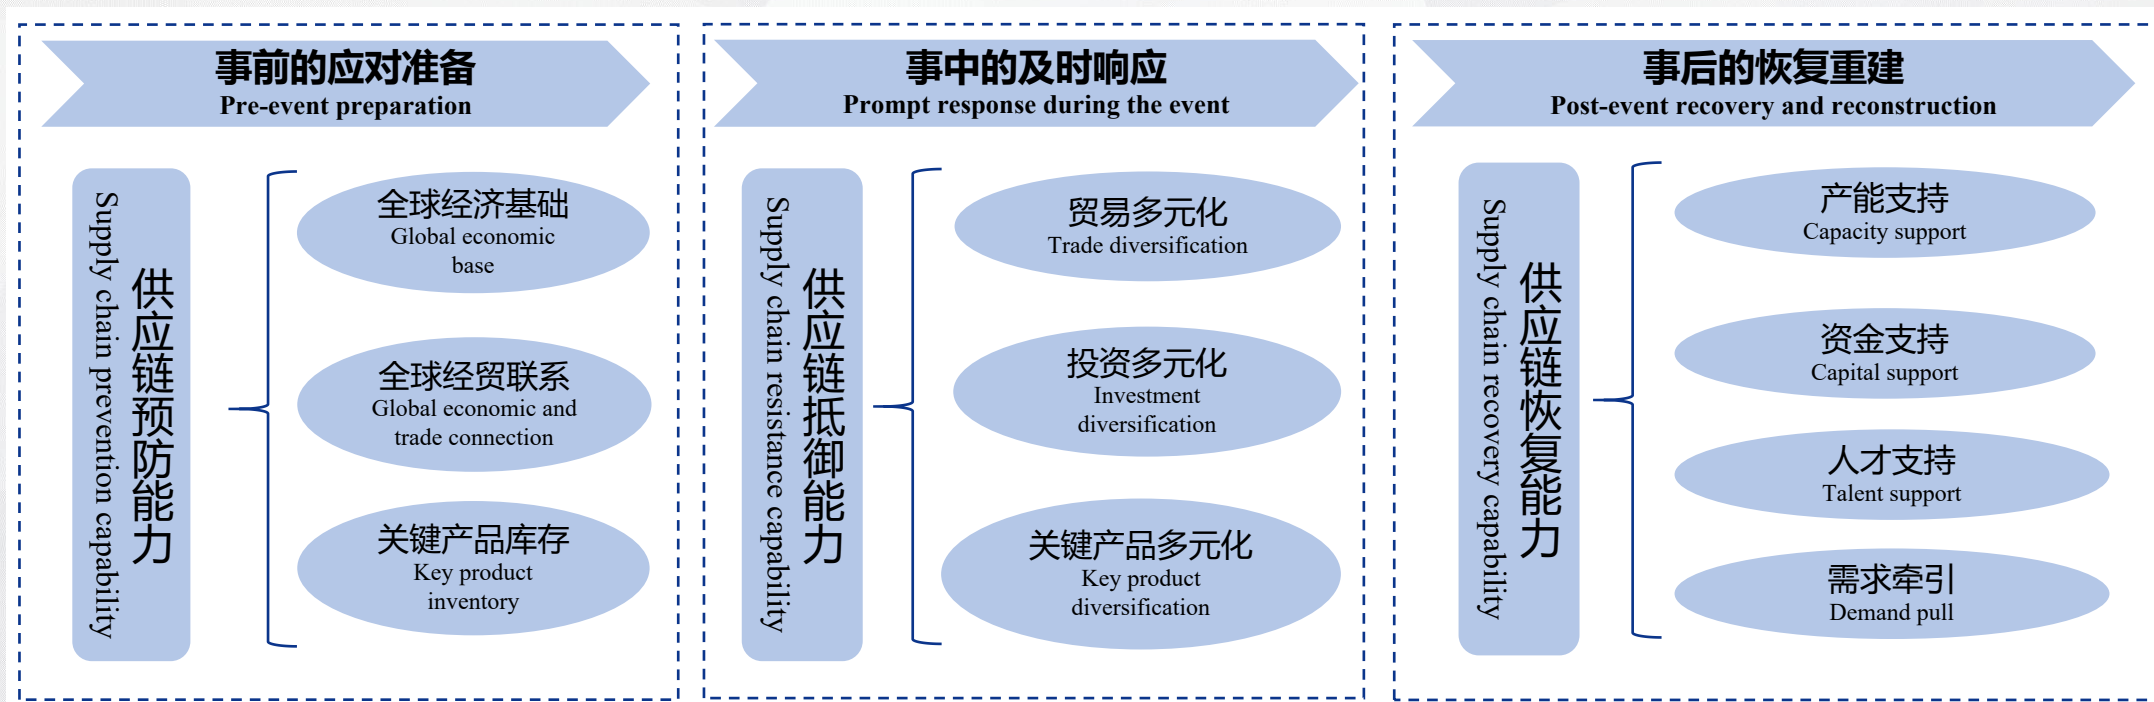 事前的应对准备
Pre-event preparation
供应链预防能力
Supply chain prevention capability
全球经济基础
Global economic
base
全球经贸联系
Global economic and
trade connection
关键产品库存
Key product
inventory
事中的及时响应
Prompt response during the event
供应链抵御能力
Supply chain resistance capability
贸易多元化
Trade diversification
投资多元化
Investment
diversification
关键产品多元化
Key product
diversification
事后的恢复重建
Post-event recovery and reconstruction
供应链恢复能力
Supply chain recovery capability
产能支持
Capacity support
资金支持
Capital support
人才支持
Talent support
需求牵引
Demand pull